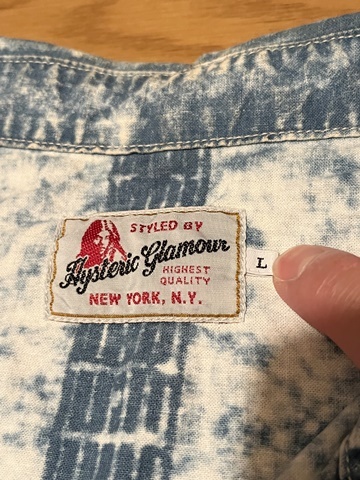 STYLED BY
Hysteric Glamour
HIGHEST
QUALITY
NEW YORK, N.Y.
L